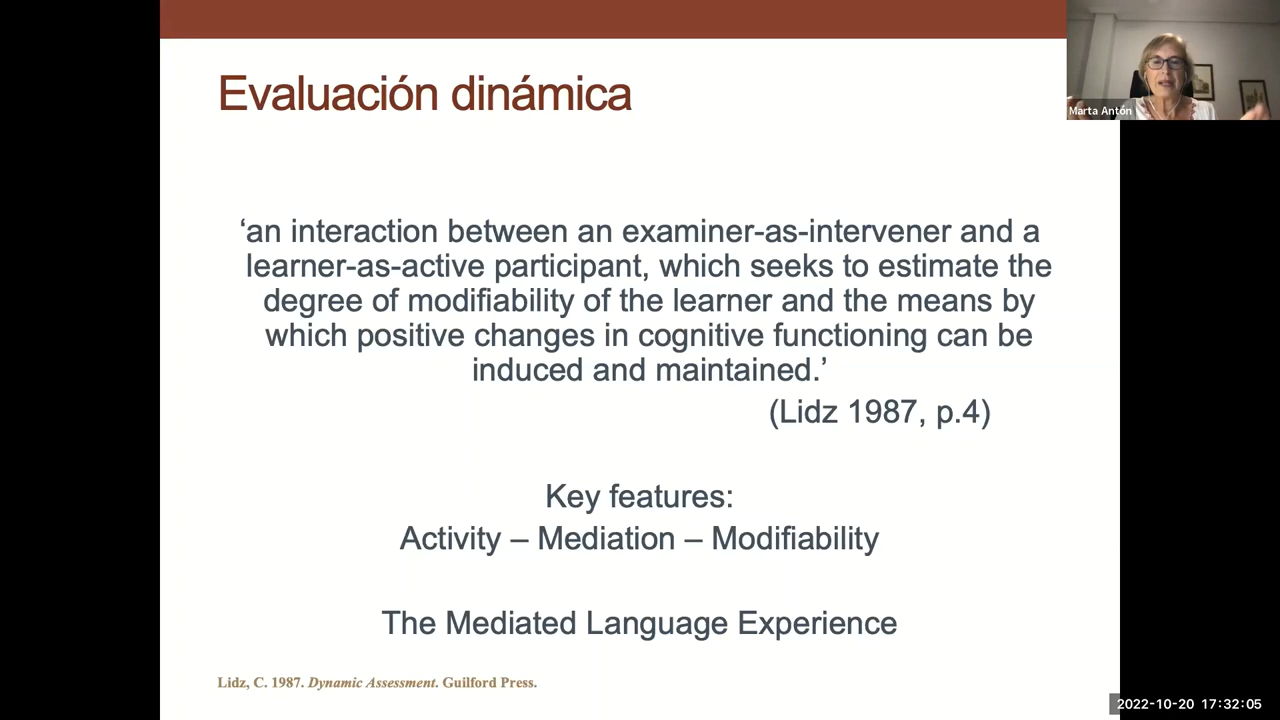 Evaluación dinámica
Marta Antón
‘an interaction between an examiner-as-intervener and a
learner-as-active participant, which seeks to estimate the
degree of modifiability of the learner and the means by
which positive changes in cognitive functioning can be
induced and maintained.’
(Lidz 1987, p.4)
Key features:
Activity – Mediation – Modifiability
The Mediated Language Experience
Lidz, C. 1987. Dynamic Assessment. Guilford Press.
2022-10-20 17:32:05